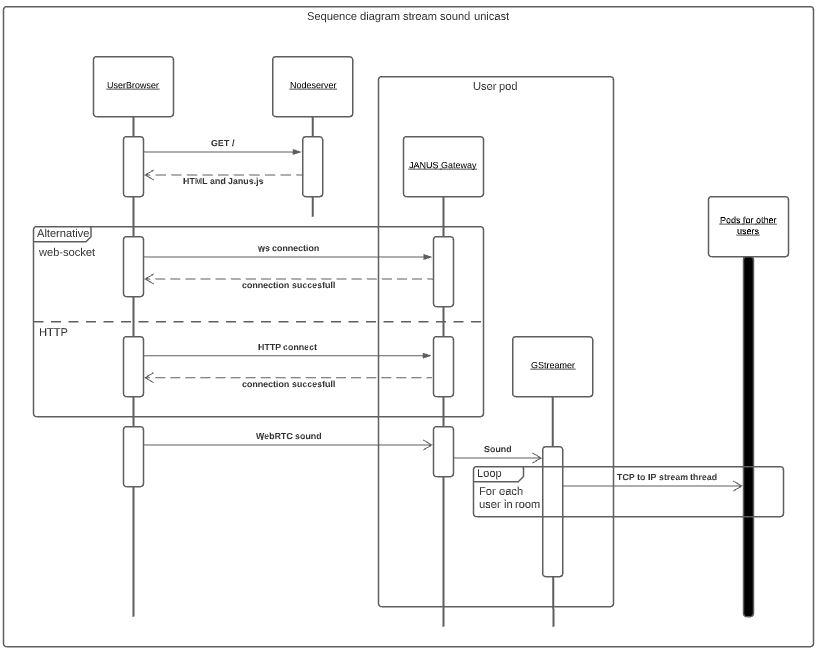 Sequence diagram stream sound unicast
UserBrowser
Nodeserver
User pod
GET /
HTML and Janus.js
JANUS Gateway
Pods for other
users
Alternative
web-socket
ws connection
connection succesfull
HTTP
HTTP connect
connection succesfull
GStreamer
WebRTC sound
Sound
Loop
For each
user in room
TCP to IP stream thread